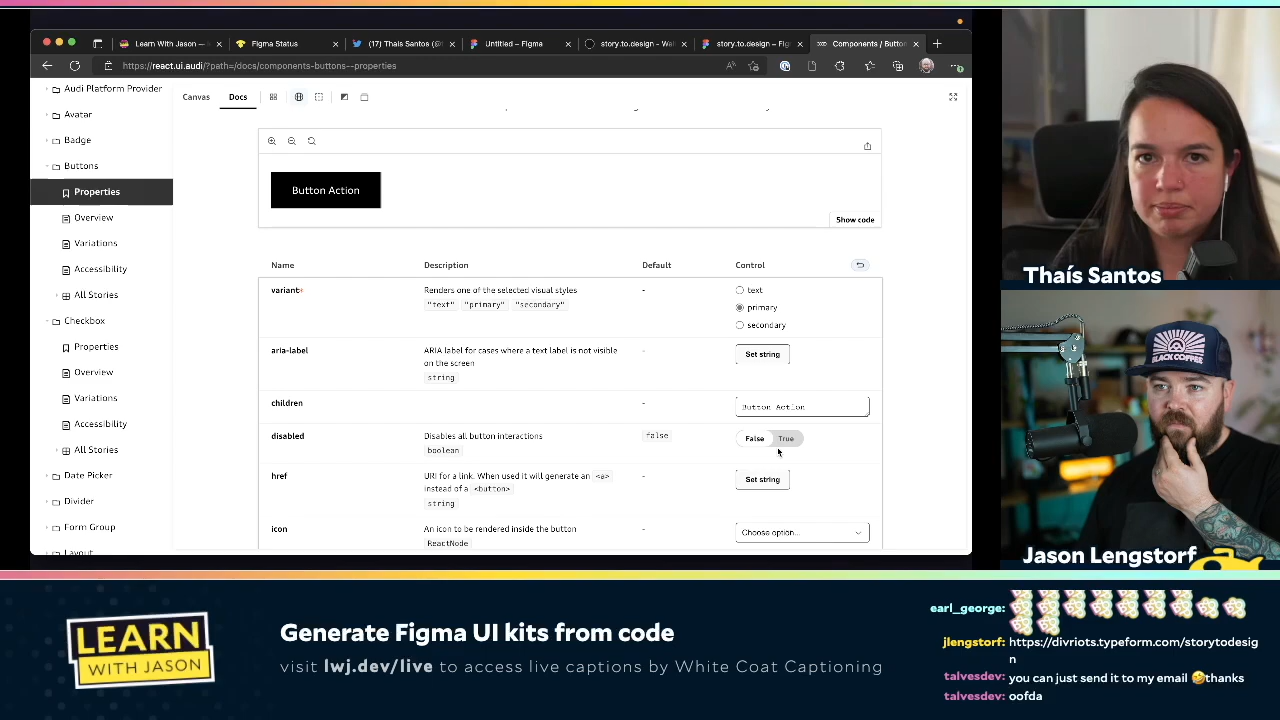 Learn With Jason —
Figma Status
(17) Thaís Santos (@
Untitled – Figma
story.to.design - We
story.to.design – Fig
Components / Button
https://react.ui.audi/?path=/docs/components-buttons--properties
Audi Platform Provider
Avatar
Badge
Buttons
Properties
Overview
Variations
Accessibility
All Stories
Checkbox
Properties
Overview
Variations
Accessibility
All Stories
Date Picker
Divider
Form Group
Layout
Canvas
Docs
Button Action
Show code
Name Description Default Control
variant* Renders one of the selected visual styles - text
"text" "primary" "secondary" primary
secondary
aria-label ARIA label for cases where a text label is not visible - Set string
on the screen
string
children - Button Action
disabled Disables all button interactions false False True
boolean
href URI for a link. When used it will generate an <a> - Set string
instead of a <button>
string
icon An icon to be rendered inside the button - Choose option...
ReactNode
Thaís Santos
BLACK COFFEE
Jason Lengstorf
LEARN
WITH JASON
Generate Figma UI kits from code
visit lwj.dev/live to access live captions by White Coat Captioning
earl_george:
jlengstorf: https://divriots.typeform.com/storytodesig
n
talvesdev: you can just send it to my email 🤣thanks
talvesdev: oofda